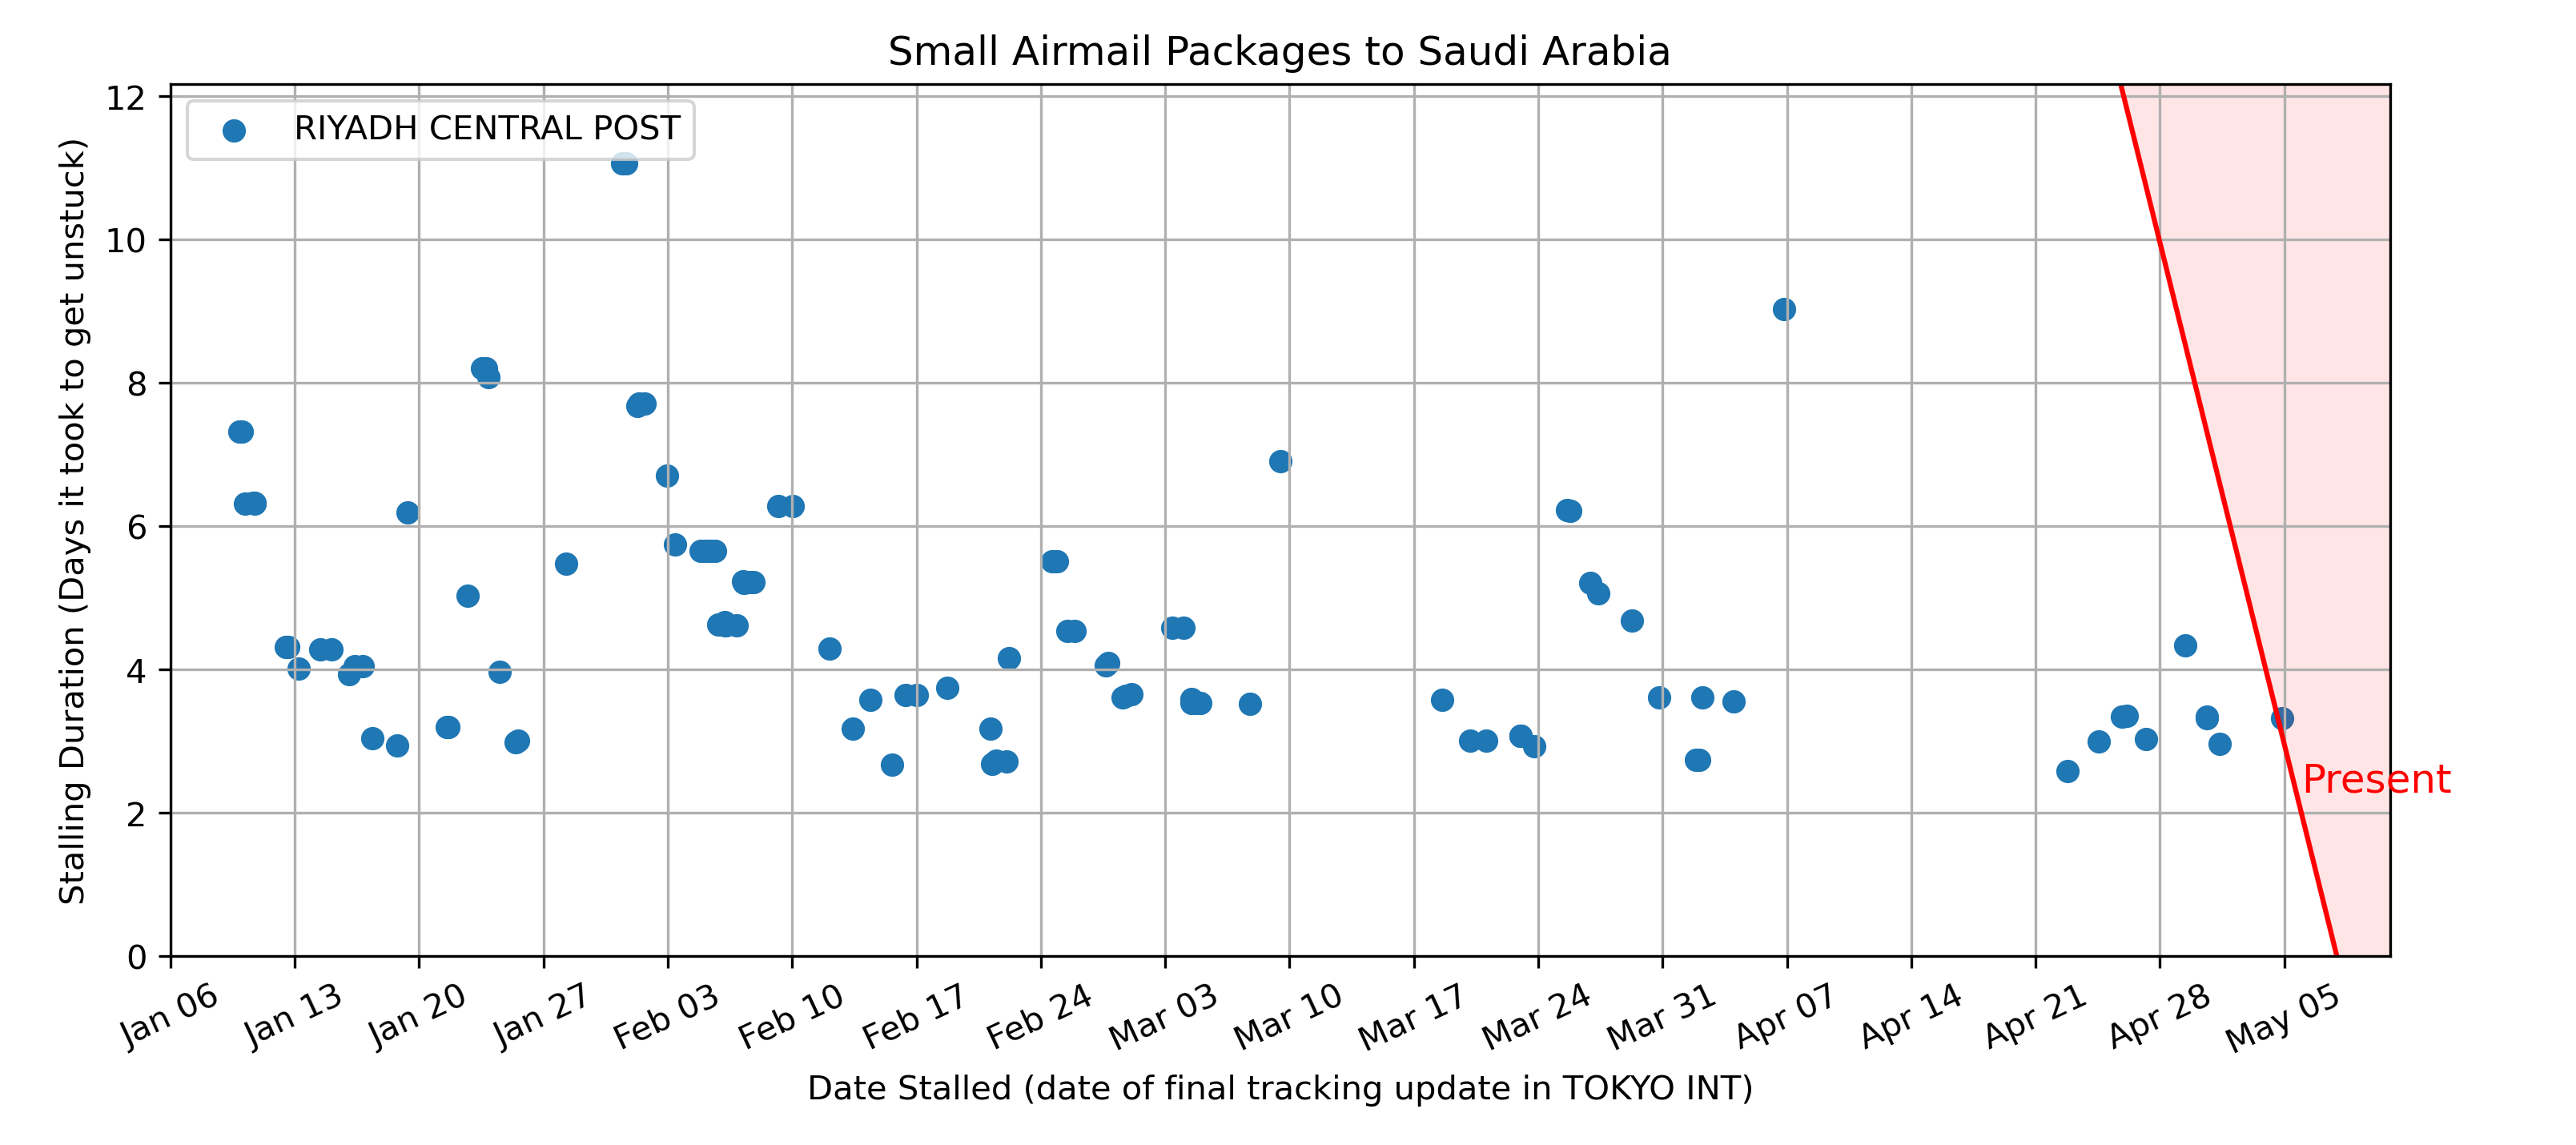 Small Airmail Packages to Saudi Arabia
RIYADH CENTRAL POST
Stalling Duration (Days it took to get unstuck)
12
10
8
6
4
2
0
Present
Jan 06 Jan 13 Jan 20 Jan 27 Feb 03 Feb 10 Feb 17 Feb 24 Mar 03 Mar 10 Mar 17 Mar 24 Mar 31 Apr 07 Apr 14 Apr 21 Apr 28 May 05
Date Stalled (date of final tracking update in TOKYO INT)